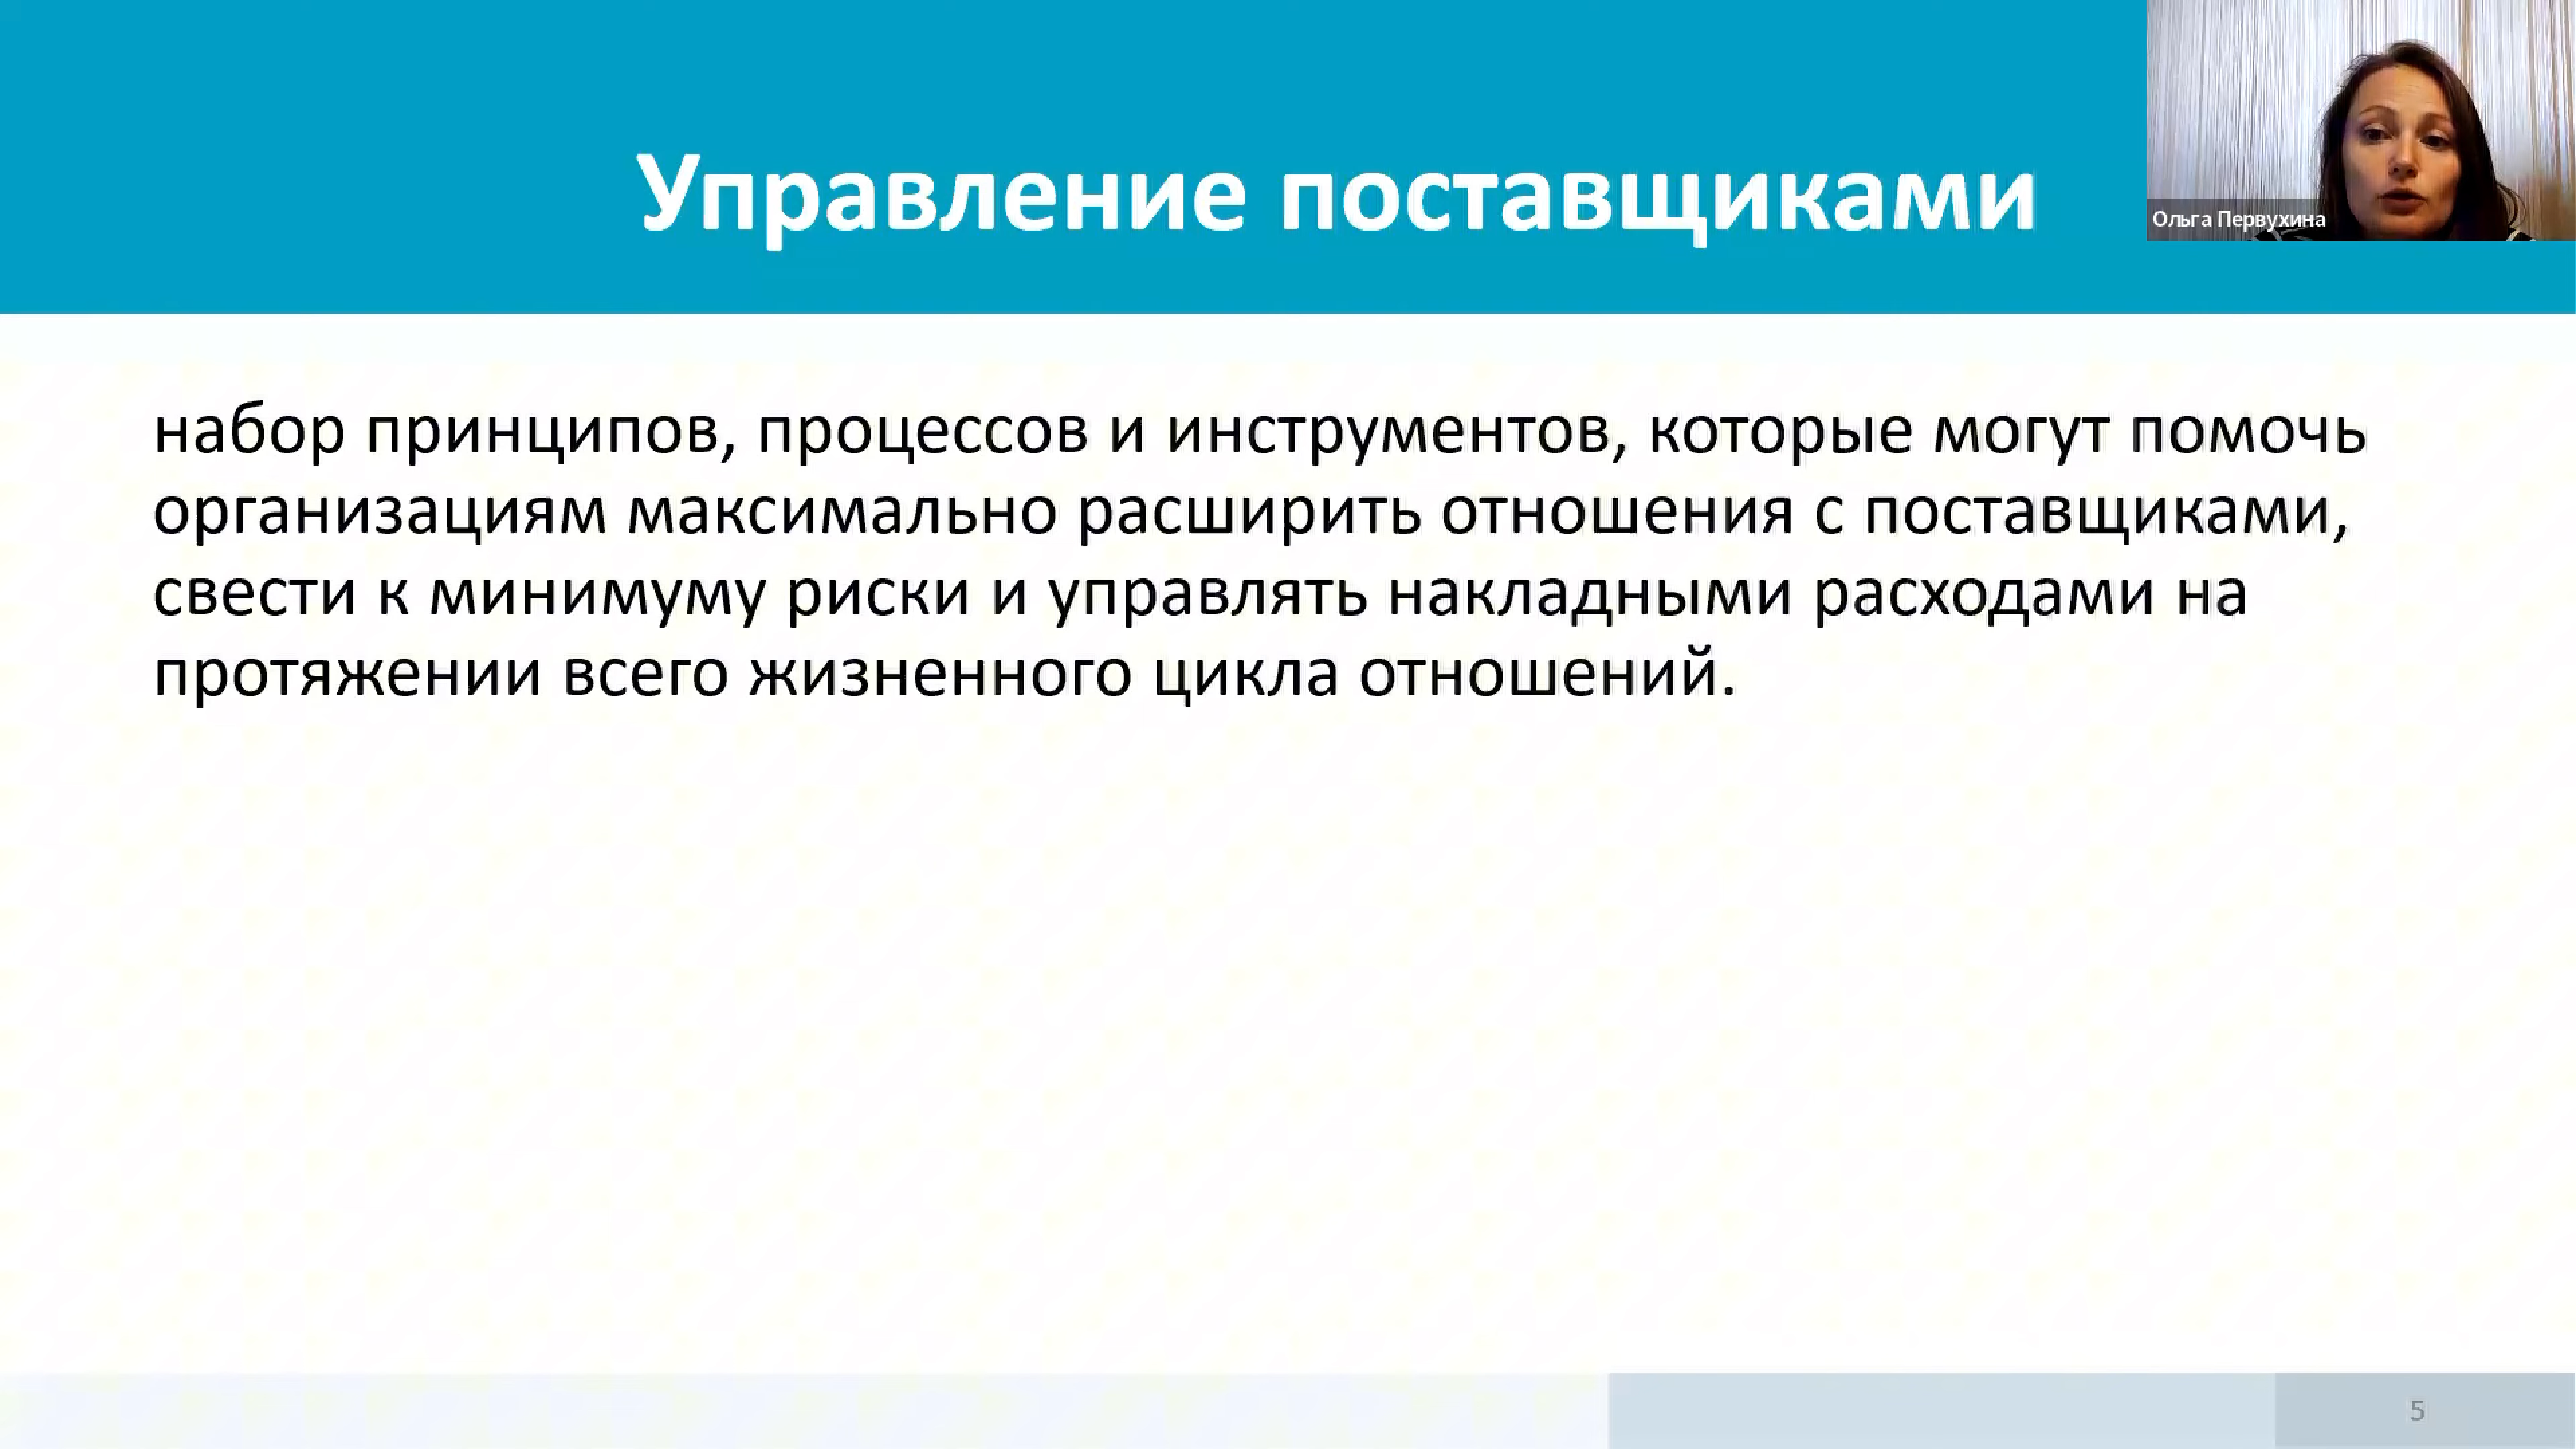 Управление поставщиками
Ольга Первухина
набор принципов, процессов и инструментов, которые могут помочь
организациям максимально расширить отношения с поставщиками,
свести к минимуму риски и управлять накладными расходами на
протяжении всего жизненного цикла отношений.
5